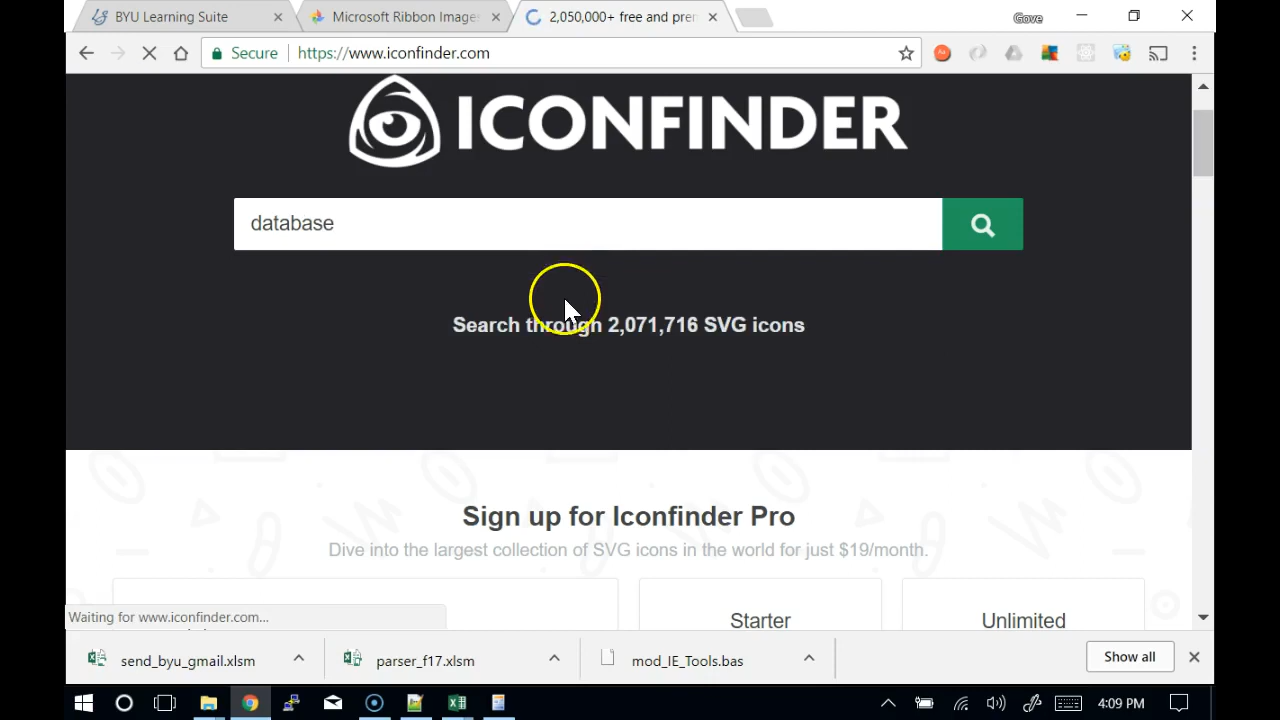 BYU Learning Suite
Microsoft Ribbon Image
2,050,000+ free and prer
Gove
Secure
https://www.iconfinder.com
ICONFINDER
database
Search through 2,071,716 SVG icons
Sign up for Iconfinder Pro
Dive into the largest collection of SVG icons in the world for just $19/month.
Starter
Unlimited
Waiting for www.iconfinder.com...
send_byu_gmail.xlsm
parser_f17.xlsm
mod_IE_Tools.bas
Show all
4:09 PM